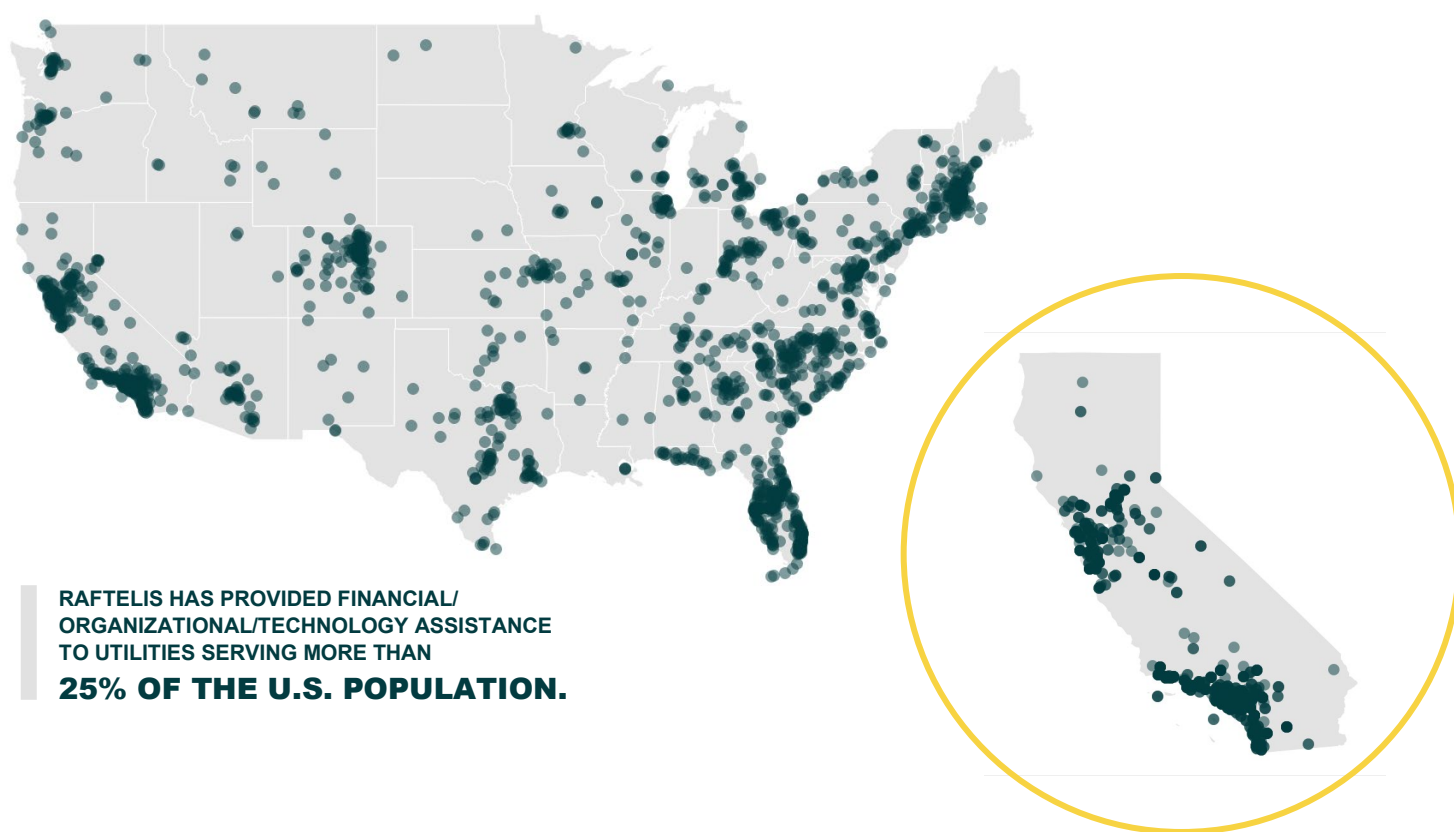 RAFTELIS HAS PROVIDED FINANCIAL/
ORGANIZATIONAL/TECHNOLOGY ASSISTANCE
TO UTILITIES SERVING MORE THAN
25% OF THE U.S. POPULATION.